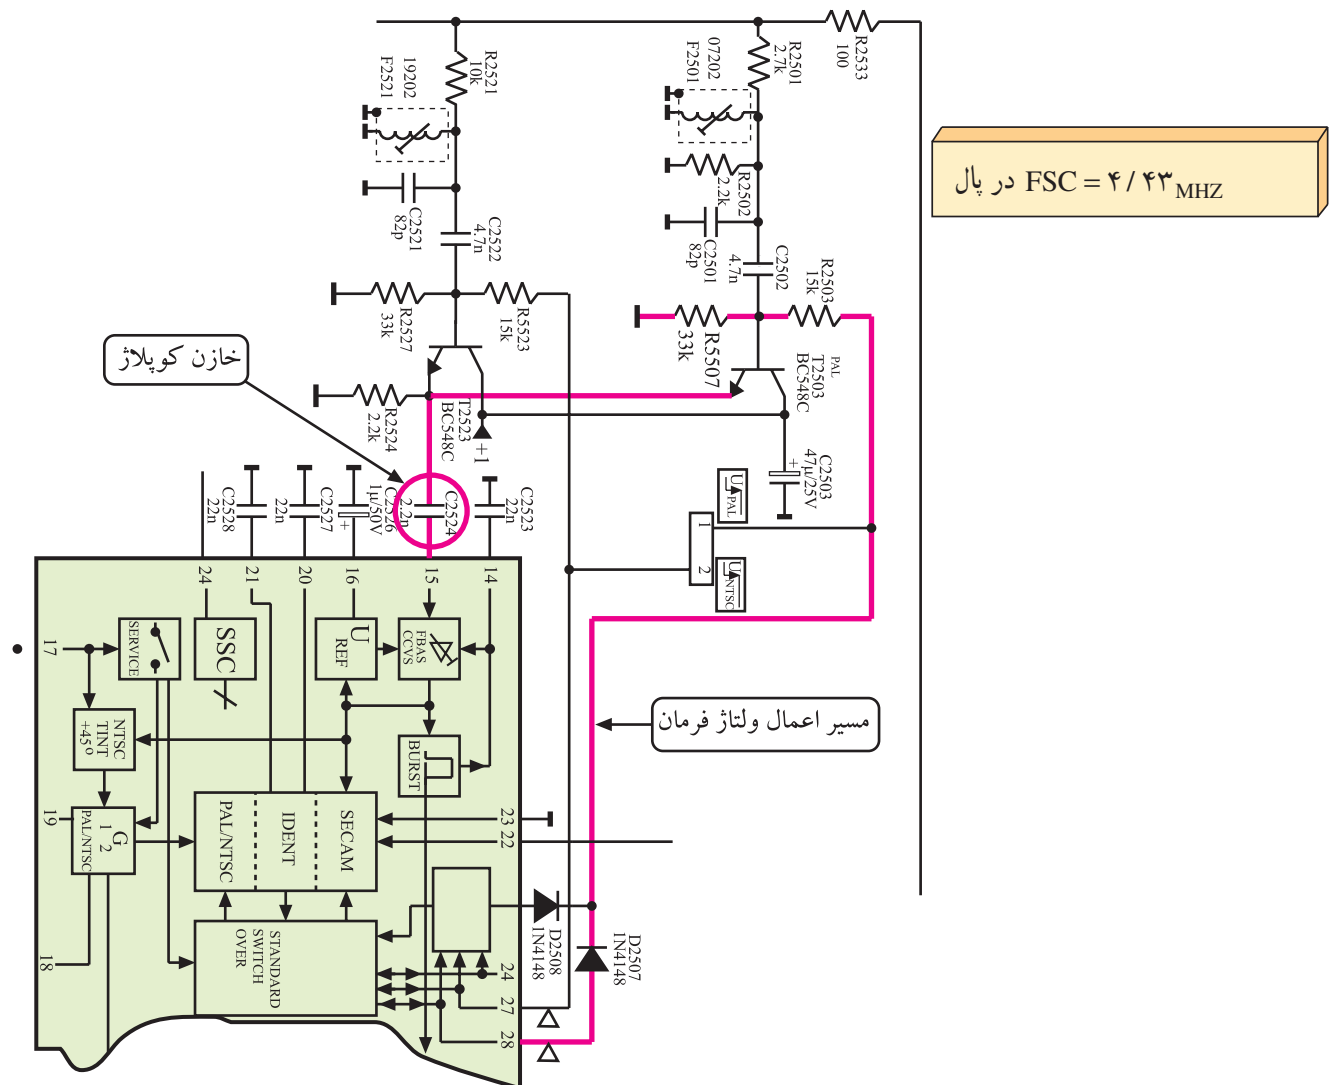 R2533
100
R2501
2.7k
07202
F2501
R2521
10k
19202
F2521
FSC = ۴/۴۳ MHZ در پال
R2502
2.2k
C2501
82p
C2502
4.7n
C2521
82p
C2522
4.7n
R2503
15k
R5507
33k
R2527
33k
R5523
15k
PAL
T2503
BC548C
خازن کوپلاژ
R2524
2.2k
T2523
BC548C
+1
C2503
47µ/25V
+
U PAL
1
2
U NTSC
C2528
22n
C2527
22n
C2526
1µ/50V
+
C2524
2.2n
C2523
22n
24
21
20
16
15
14
17
SERVICE
SSC
U
REF
FBAS
CCVS
مسیر اعمال ولتاژ فرمان
NTSC
TINT
+45°
BURST
19
G
1 2
PAL/NTSC
PAL/NTSC
IDENT
SECAM
23
22
18
STANDARD
SWITCH
OVER
D2508
1N4148
D2507
1N4148
24
27
28